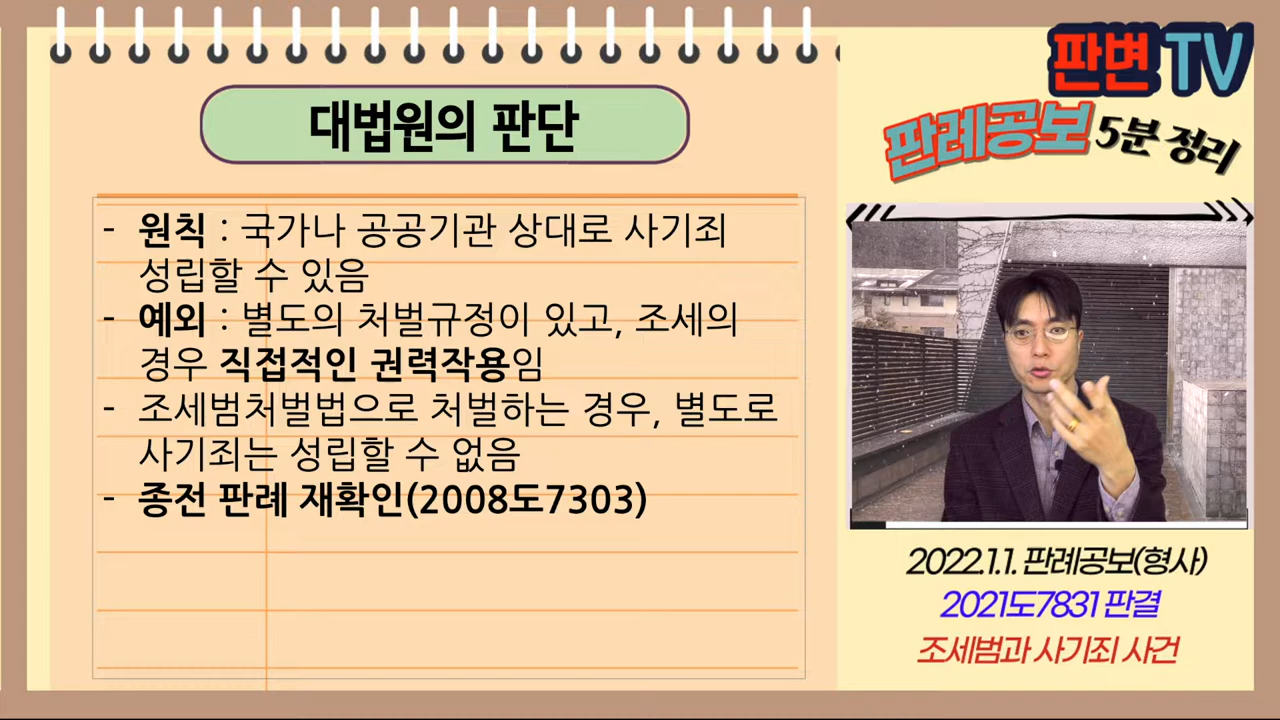 대법원의 판단
- 원칙 : 국가나 공공기관 상대로 사기죄
성립할 수 있음
- 예외 : 별도의 처벌규정이 있고, 조세의
경우 직접적인 권력작용임
- 조세범처벌법으로 처벌하는 경우, 별도로
사기죄는 성립할 수 없음
- 종전 판례 재확인(2008도7303)
판변 TV
판례공보 5분 정리
2022.1.1. 판례공보(형사)
2021도7831 판결
조세범과 사기죄 사건